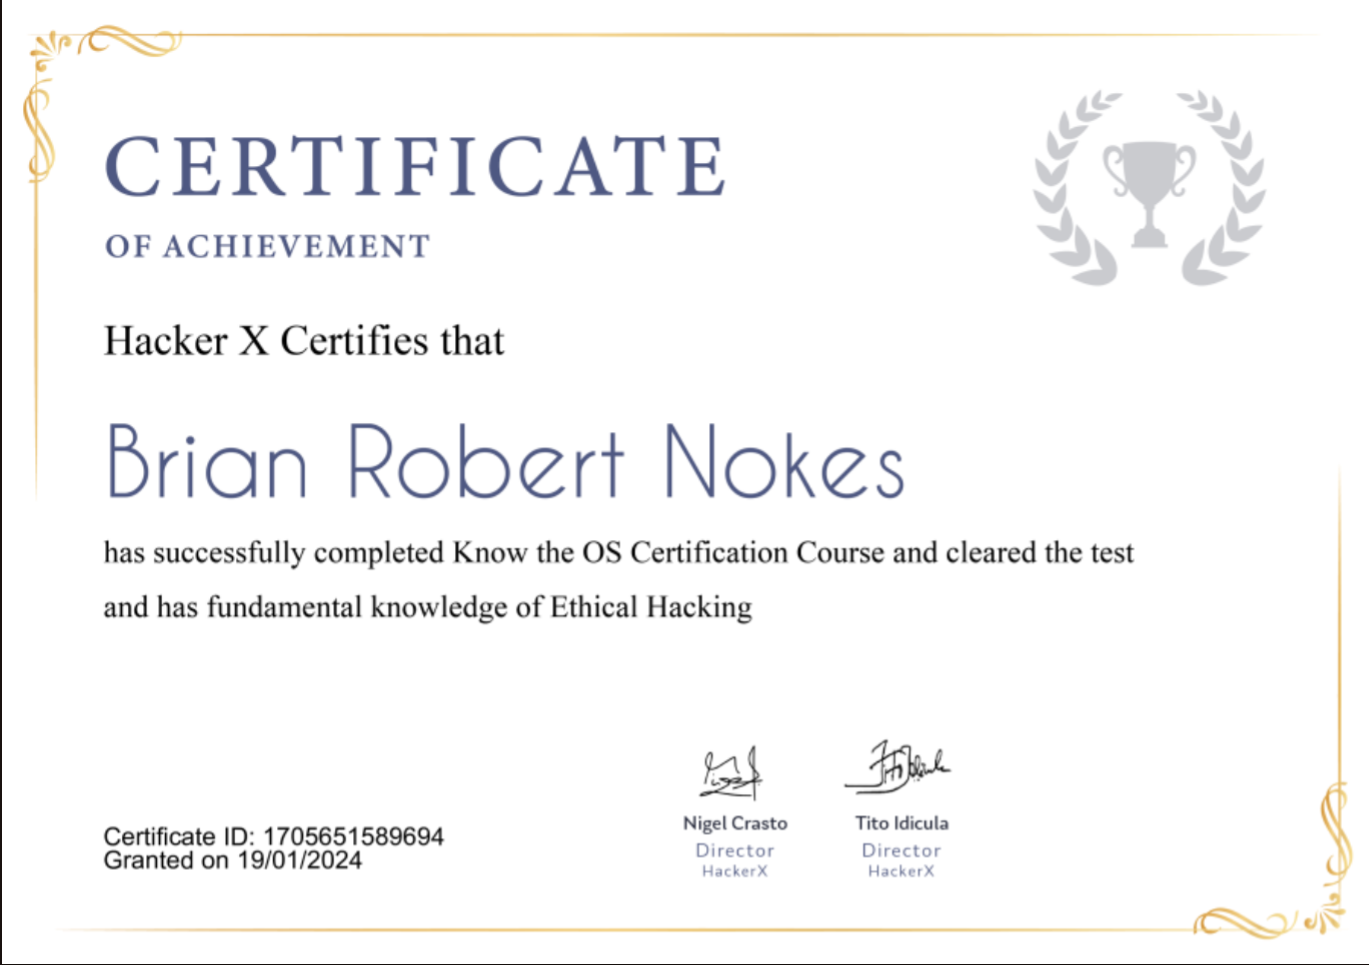 CERTIFICATE
OF ACHIEVEMENT
Hacker X Certifies that
Brian Robert Nokes
has successfully completed Know the OS Certification Course and cleared the test
and has fundamental knowledge of Ethical Hacking
Certificate ID: 1705651589694
Granted on 19/01/2024
Nigel Crasto
Director
HackerX
Tito Idicula
Director
HackerX